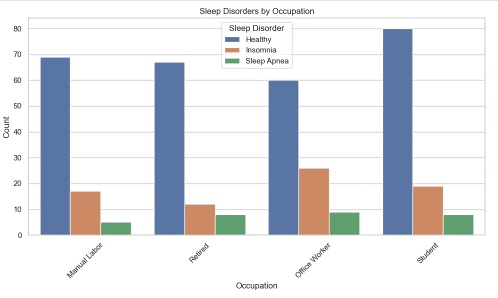 Sleep Disorders by Occupation
Sleep Disorder
Healthy
Insomnia
Sleep Apnea
Count
80
70
60
50
40
30
20
10
0
Manual Labor
Retired
Office Worker
Student
Occupation